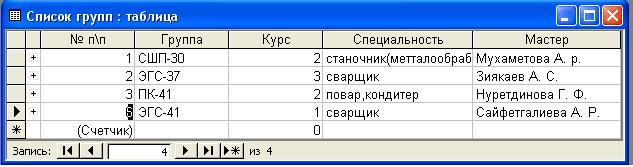 Список групп : таблица
№ п\п Группа Курс Специальность Мастер
+ 1 СШП-30 2 станочник(метталообраб Мухаметова А. р.
+ 2 ЭГС-37 3 сварщик Зиякаев А. С.
+ 3 ПК-41 2 повар,кондитер Нуретдинова Г. Ф.
+ 6 ЭГС-41 1 сварщик Сайфетгалиева А. Р.
(Счетчик) 0
Запись: 4 из 4